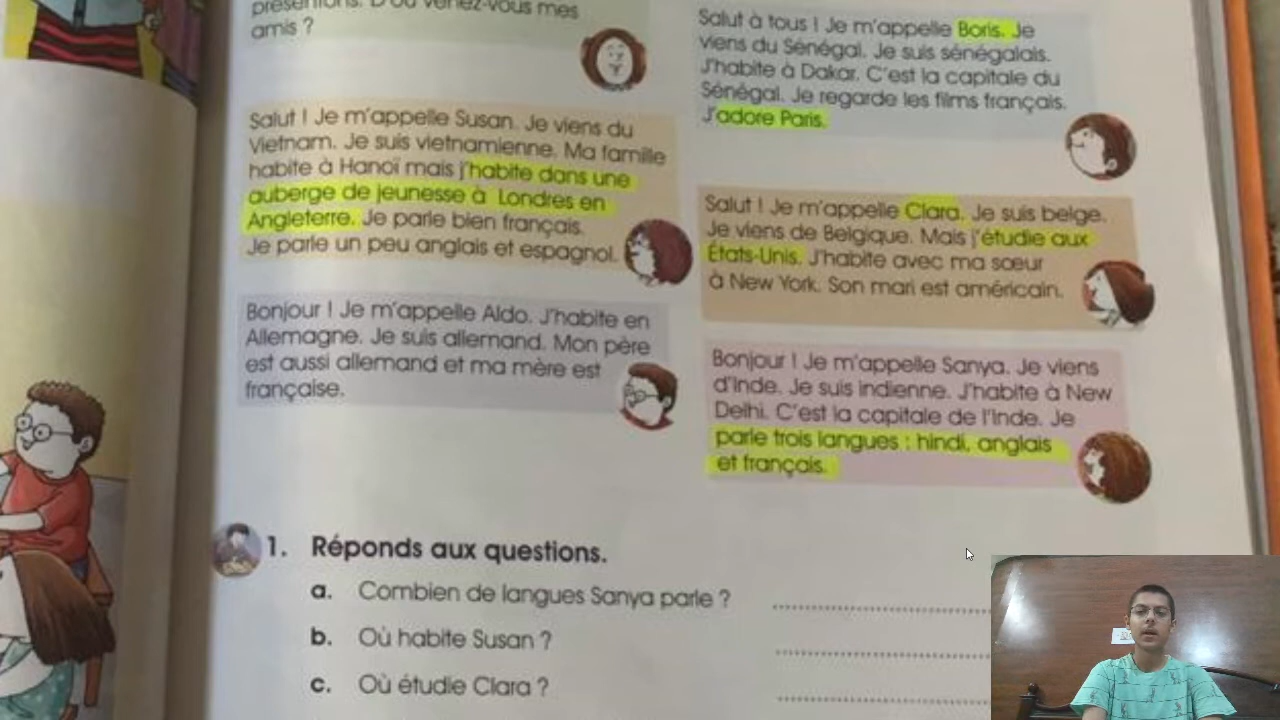 présentions. D'où venez-vous mes
amis ?
Salut ! Je m'appelle Susan. Je viens du
Vietnam. Je suis vietnamienne. Ma famille
habite à Hanoï mais j'habite dans une
auberge de jeunesse à Londres en
Angleterre. Je parle bien français.
Je parle un peu anglais et espagnol.
Bonjour ! Je m'appelle Aldo. J'habite en
Allemagne. Je suis allemand. Mon père
est aussi allemand et ma mère est
française.
Salut à tous ! Je m'appelle Boris. Je
viens du Sénégal. Je suis sénégalais.
J'habite à Dakar. C'est la capitale du
Sénégal. Je regarde les films français.
J'adore Paris.
Salut ! Je m'appelle Clara. Je suis belge.
Je viens de Belgique. Mais j'étudie aux
États-Unis. J'habite avec ma sœur
à New York. Son mari est américain.
Bonjour ! Je m'appelle Sanya. Je viens
d'Inde. Je suis indienne. J'habite à New
Delhi. C'est la capitale de l'Inde. Je
parle trois langues : hindi, anglais
et français.
1. Réponds aux questions.
a. Combien de langues Sanya parle ?
b. Où habite Susan ?
c. Où étudie Clara ?